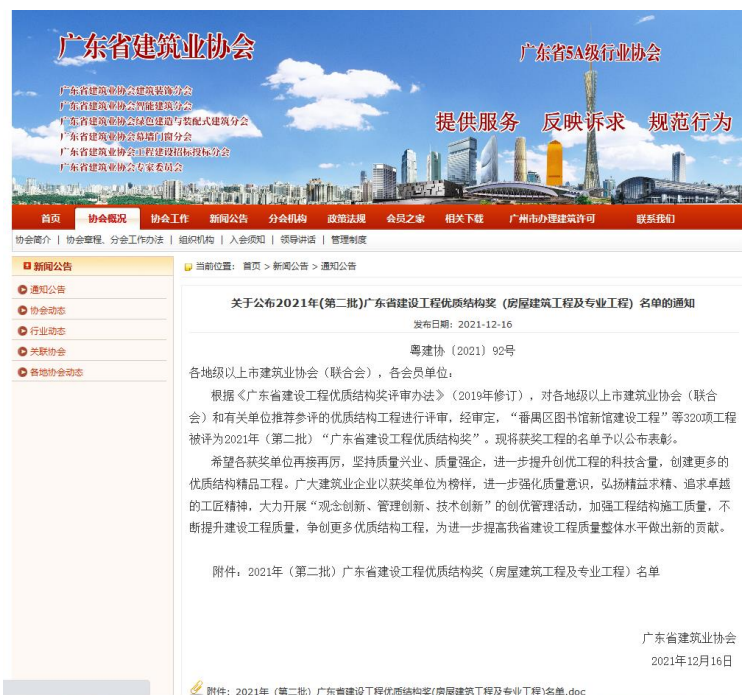 广东省建筑业协会
广东省5A级行业协会
广东省建筑业协会建筑装饰分会
广东省建筑业协会智能建筑分会
广东省建筑业协会绿色建造与装配式建筑分会
广东省建筑业协会幕墙门窗分会
广东省建筑业协会工程建设招标投标分会
广东省建筑业协会专家委员会
提供服务 反映诉求 规范行为
首页 协会概况 协会工作 新闻公告 分会机构 政策法规 会员之家 相关下载 广州市办理建筑许可 联系我们
协会简介 | 协会章程、分会工作办法 | 组织机构 | 入会须知 | 领导讲话 | 管理制度
新闻公告
通知公告
协会动态
行业动态
关联协会
各地协会动态
当前位置： 首页 > 新闻公告 > 通知公告
关于公布2021年(第二批)广东省建设工程优质结构奖 (房屋建筑工程及专业工程) 名单的通知
发布日期: 2021-12-16
粤建协〔2021〕92号
各地级以上市建筑业协会（联合会），各会员单位：
根据《广东省建设工程优质结构奖评审办法》（2019年修订），对各地级以上市建筑业协会（联合
会）和有关单位推荐参评的优质结构工程进行评审，经审定，“番禺区图书馆新馆建设工程”等320项工程
被评为2021年（第二批）“广东省建设工程优质结构奖”。现将获奖工程的名单予以公布表彰。
希望各获奖单位再接再厉，坚持质量兴业、质量强企，进一步提升创优工程的科技含量，创建更多的
优质结构精品工程。广大建筑业企业以获奖单位为榜样，进一步强化质量意识，弘扬精益求精、追求卓越
的工匠精神，大力开展“观念创新、管理创新、技术创新”的创优管理活动，加强工程结构施工质量，不
断提升建设工程质量，争创更多优质结构工程，为进一步提高我省建设工程质量整体水平做出新的贡献。
附件：2021年（第二批）广东省建设工程优质结构奖（房屋建筑工程及专业工程）名单
广东省建筑业协会
2021年12月16日
附件：2021年（第二批）广东省建设工程优质结构奖(房屋建筑工程及专业工程)名单.doc